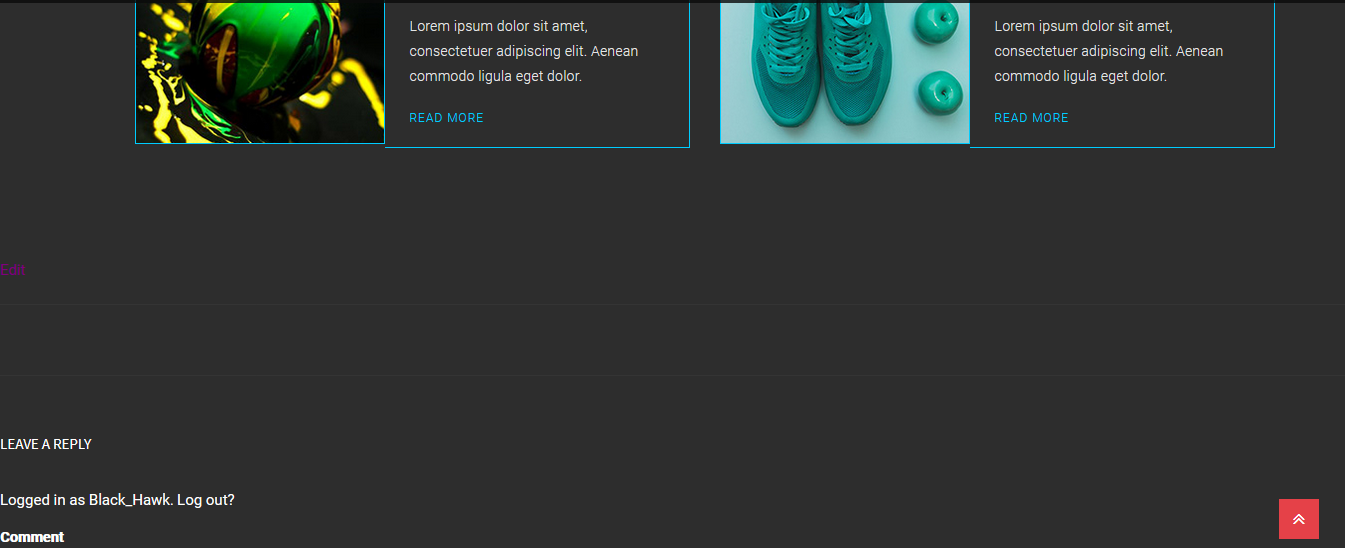 Lorem ipsum dolor sit amet,
consectetuer adipiscing elit. Aenean
commodo ligula eget dolor.
READ MORE
Lorem ipsum dolor sit amet,
consectetuer adipiscing elit. Aenean
commodo ligula eget dolor.
READ MORE
Edit
LEAVE A REPLY
Logged in as Black_Hawk. Log out?
Comment